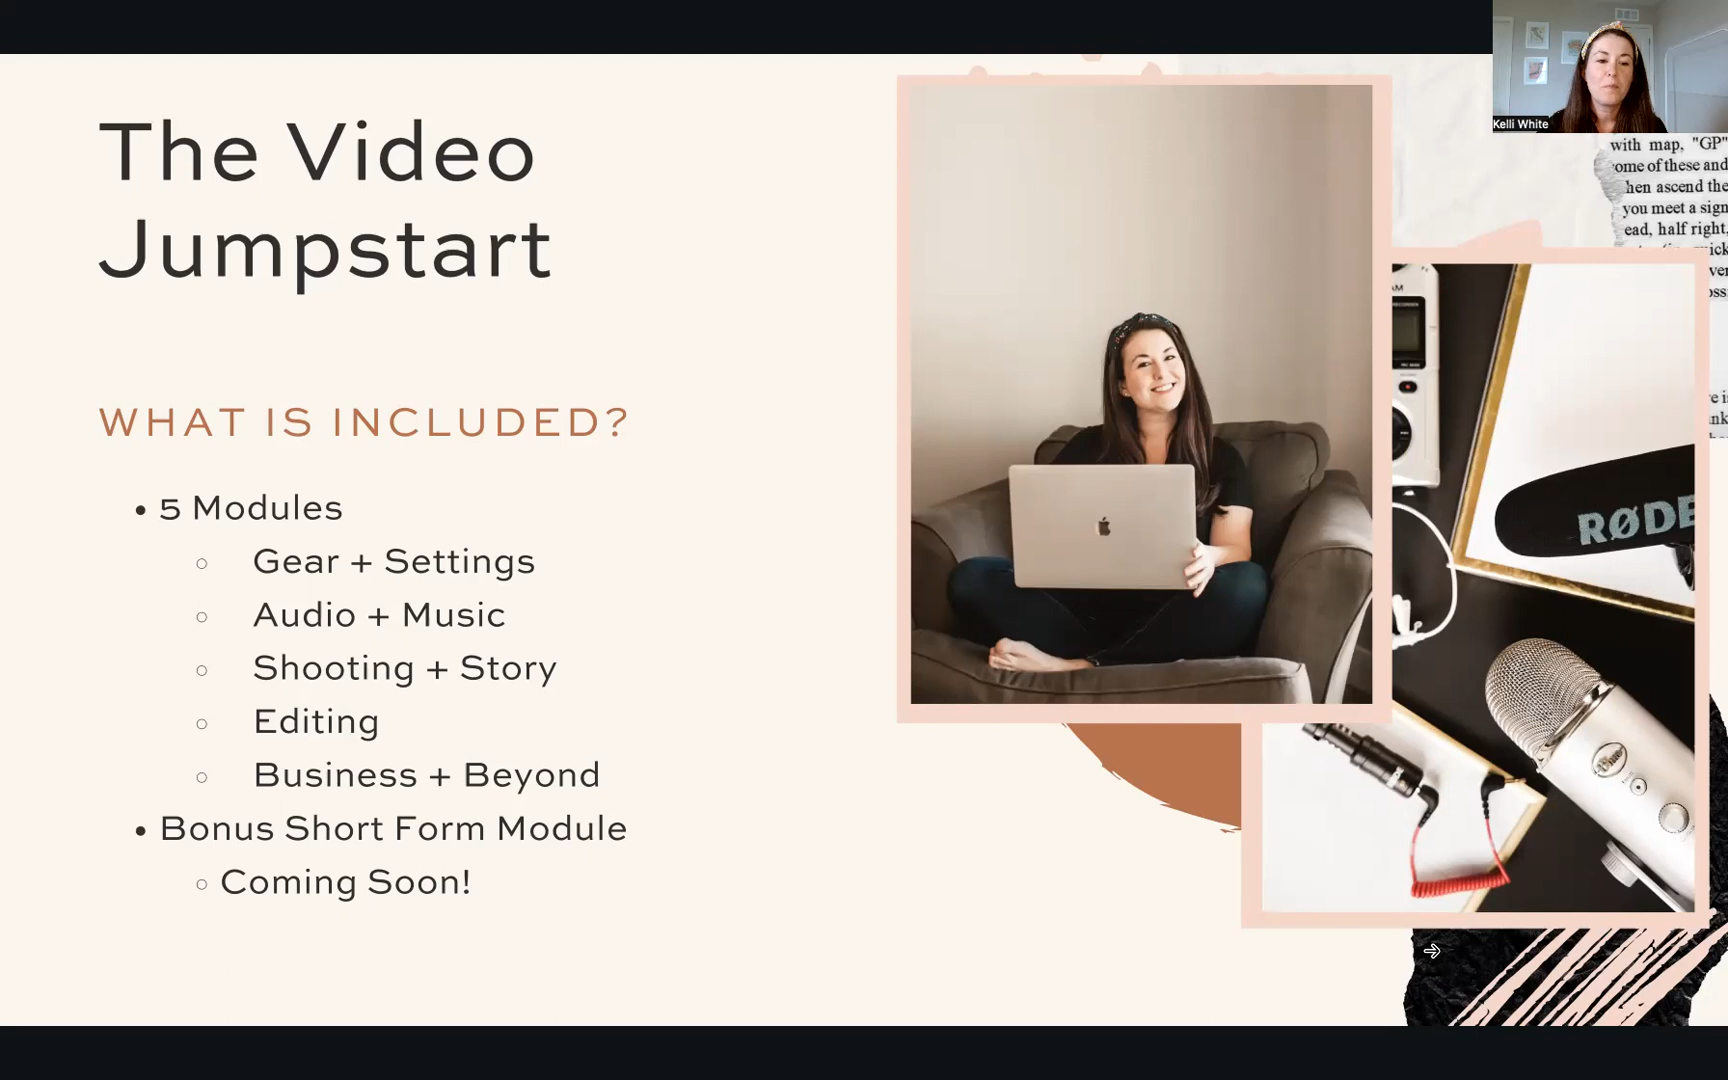 The Video
Jumpstart
WHAT IS INCLUDED?
• 5 Modules
○ Gear + Settings
○ Audio + Music
○ Shooting + Story
○ Editing
○ Business + Beyond
• Bonus Short Form Module
○ Coming Soon!
Kelli White
with map, "GP"
ome of these and
hen ascend the
you meet a sign
ead, half right,
RØDE
Blue